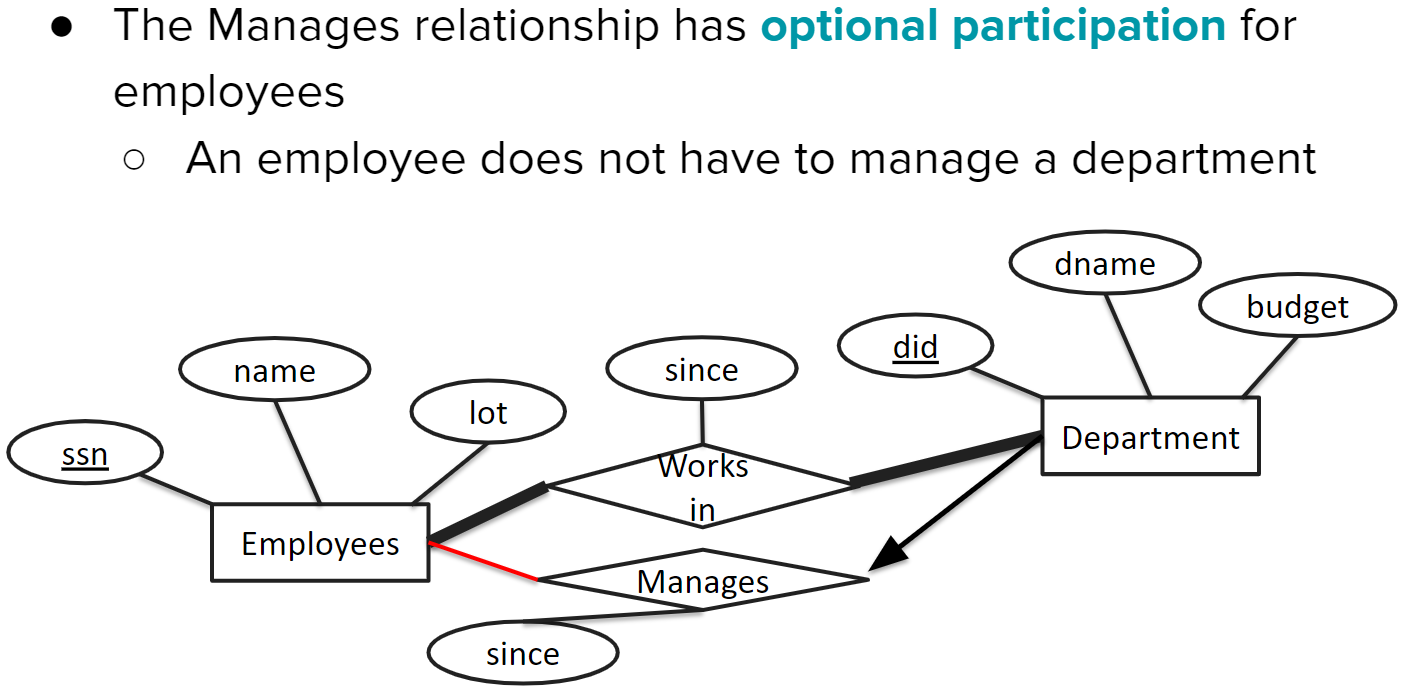 ● The Manages relationship has optional participation for
employees
○ An employee does not have to manage a department
dname
budget
did
since
name
lot
ssn
Department
Works
in
Employees
Manages
since